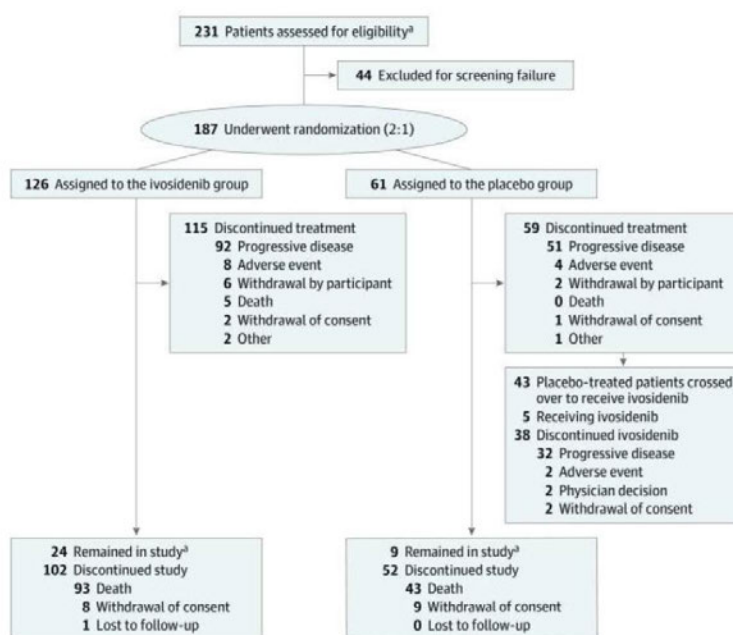 231 Patients assessed for eligibilityᵃ
44 Excluded for screening failure
187 Underwent randomization (2:1)
126 Assigned to the ivosidenib group
61 Assigned to the placebo group
115 Discontinued treatment
92 Progressive disease
8 Adverse event
6 Withdrawal by participant
5 Death
2 Withdrawal of consent
2 Other
59 Discontinued treatment
51 Progressive disease
4 Adverse event
2 Withdrawal by participant
0 Death
1 Withdrawal of consent
1 Other
43 Placebo-treated patients crossed
over to receive ivosidenib
5 Receiving ivosidenib
38 Discontinued ivosidenib
32 Progressive disease
2 Adverse event
2 Physician decision
2 Withdrawal of consent
24 Remained in studyᵃ
102 Discontinued study
93 Death
8 Withdrawal of consent
1 Lost to follow-up
9 Remained in studyᵃ
52 Discontinued study
43 Death
9 Withdrawal of consent
0 Lost to follow-up